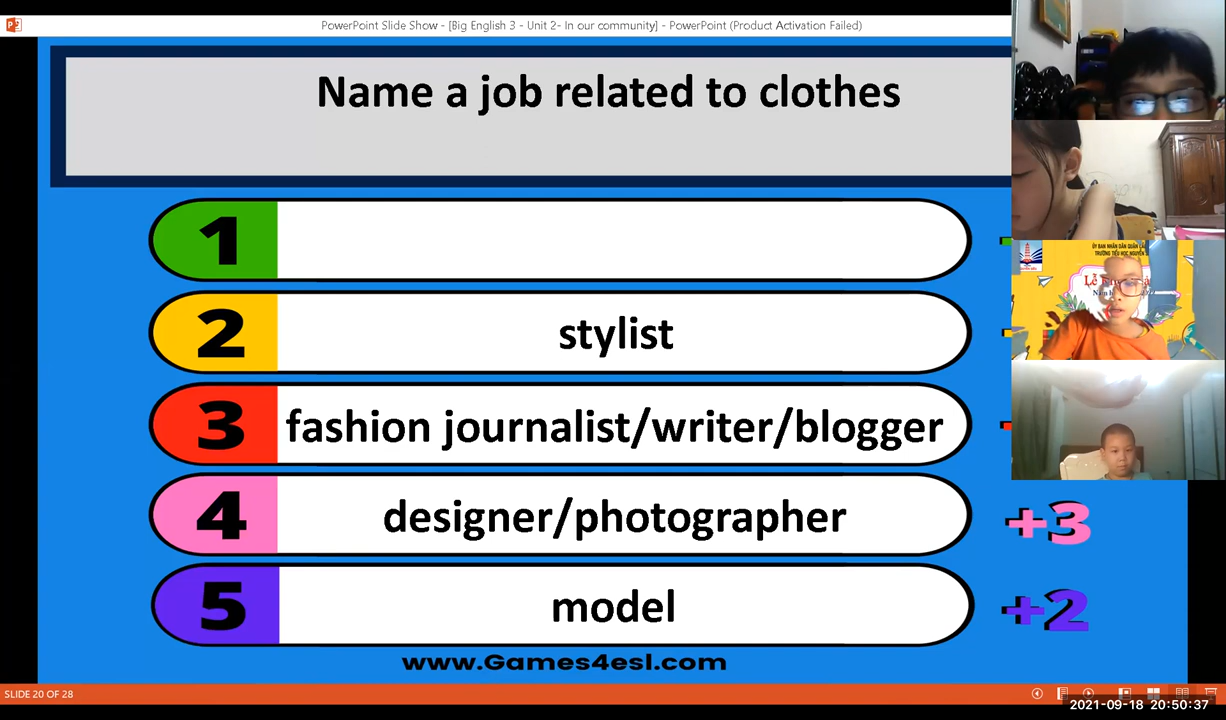 PowerPoint Slide Show - [Big English 3 - Unit 2- In our community] - PowerPoint (Product Activation Failed)
Name a job related to clothes
1
2 stylist
3 fashion journalist/writer/blogger
4 designer/photographer +3
5 model +2
www.Games4esl.com
SLIDE 20 OF 28
2021-09-18 20:50:37